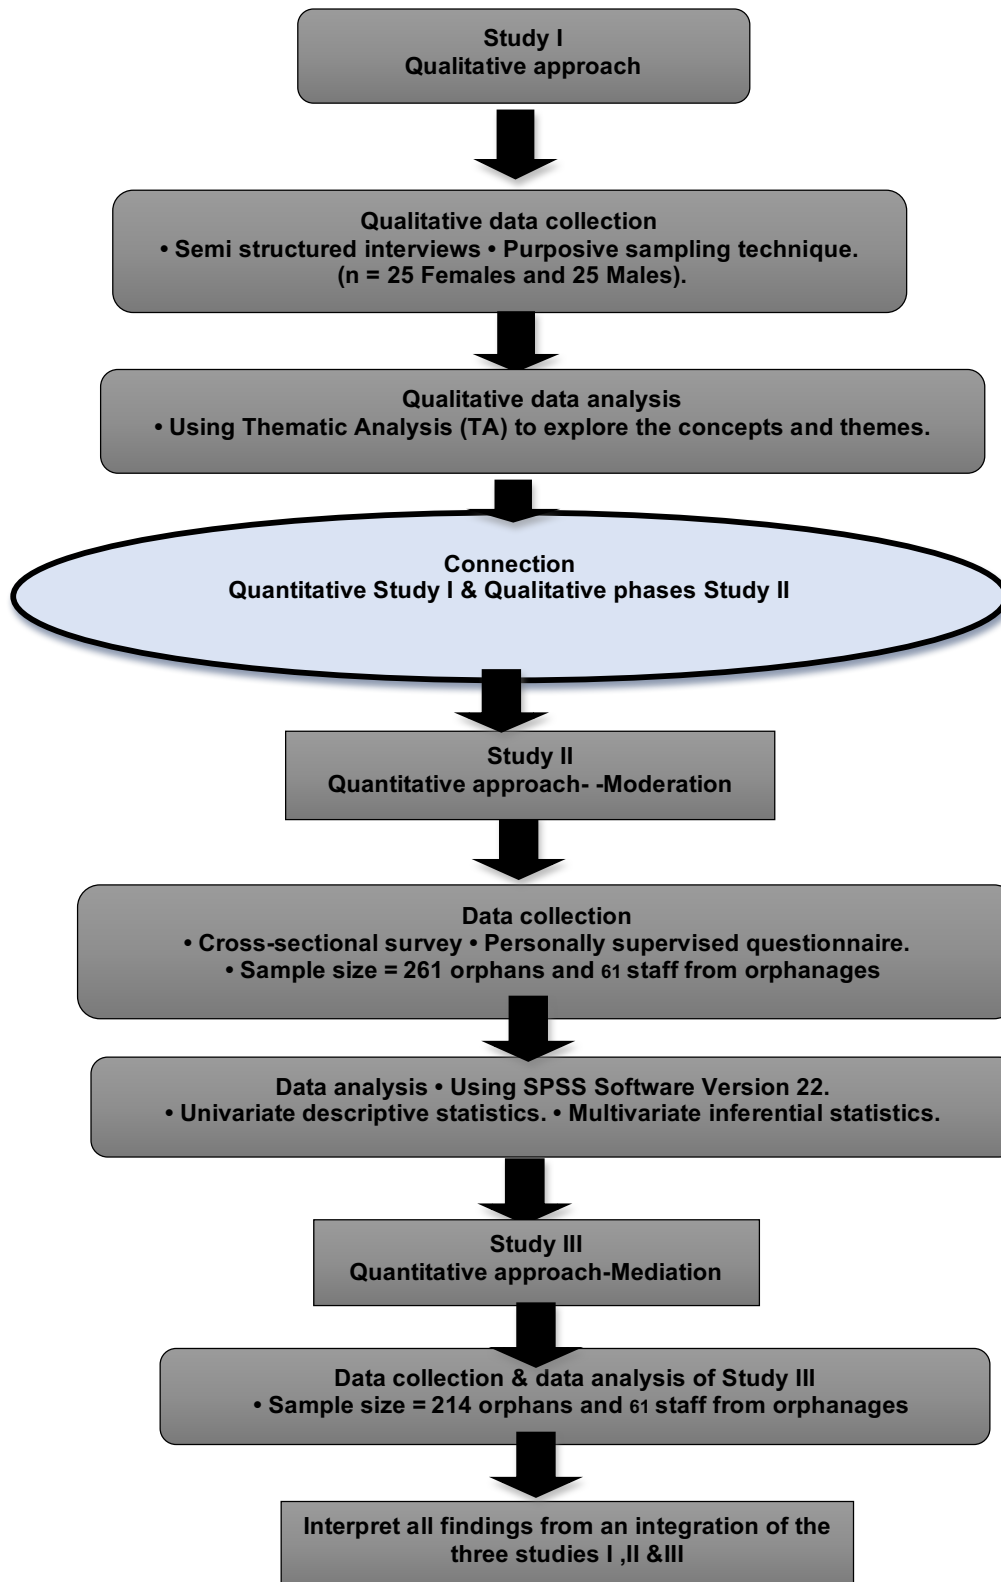 Study I
Qualitative approach
Qualitative data collection
• Semi structured interviews • Purposive sampling technique.
(n = 25 Females and 25 Males).
Qualitative data analysis
• Using Thematic Analysis (TA) to explore the concepts and themes.
Connection
Quantitative Study I & Qualitative phases Study II
Study II
Quantitative approach- -Moderation
Data collection
• Cross-sectional survey • Personally supervised questionnaire.
• Sample size = 261 orphans and 61 staff from orphanages
Data analysis • Using SPSS Software Version 22.
• Univariate descriptive statistics. • Multivariate inferential statistics.
Study III
Quantitative approach-Mediation
Data collection & data analysis of Study III
• Sample size = 214 orphans and 61 staff from orphanages
Interpret all findings from an integration of the
three studies I ,II &III